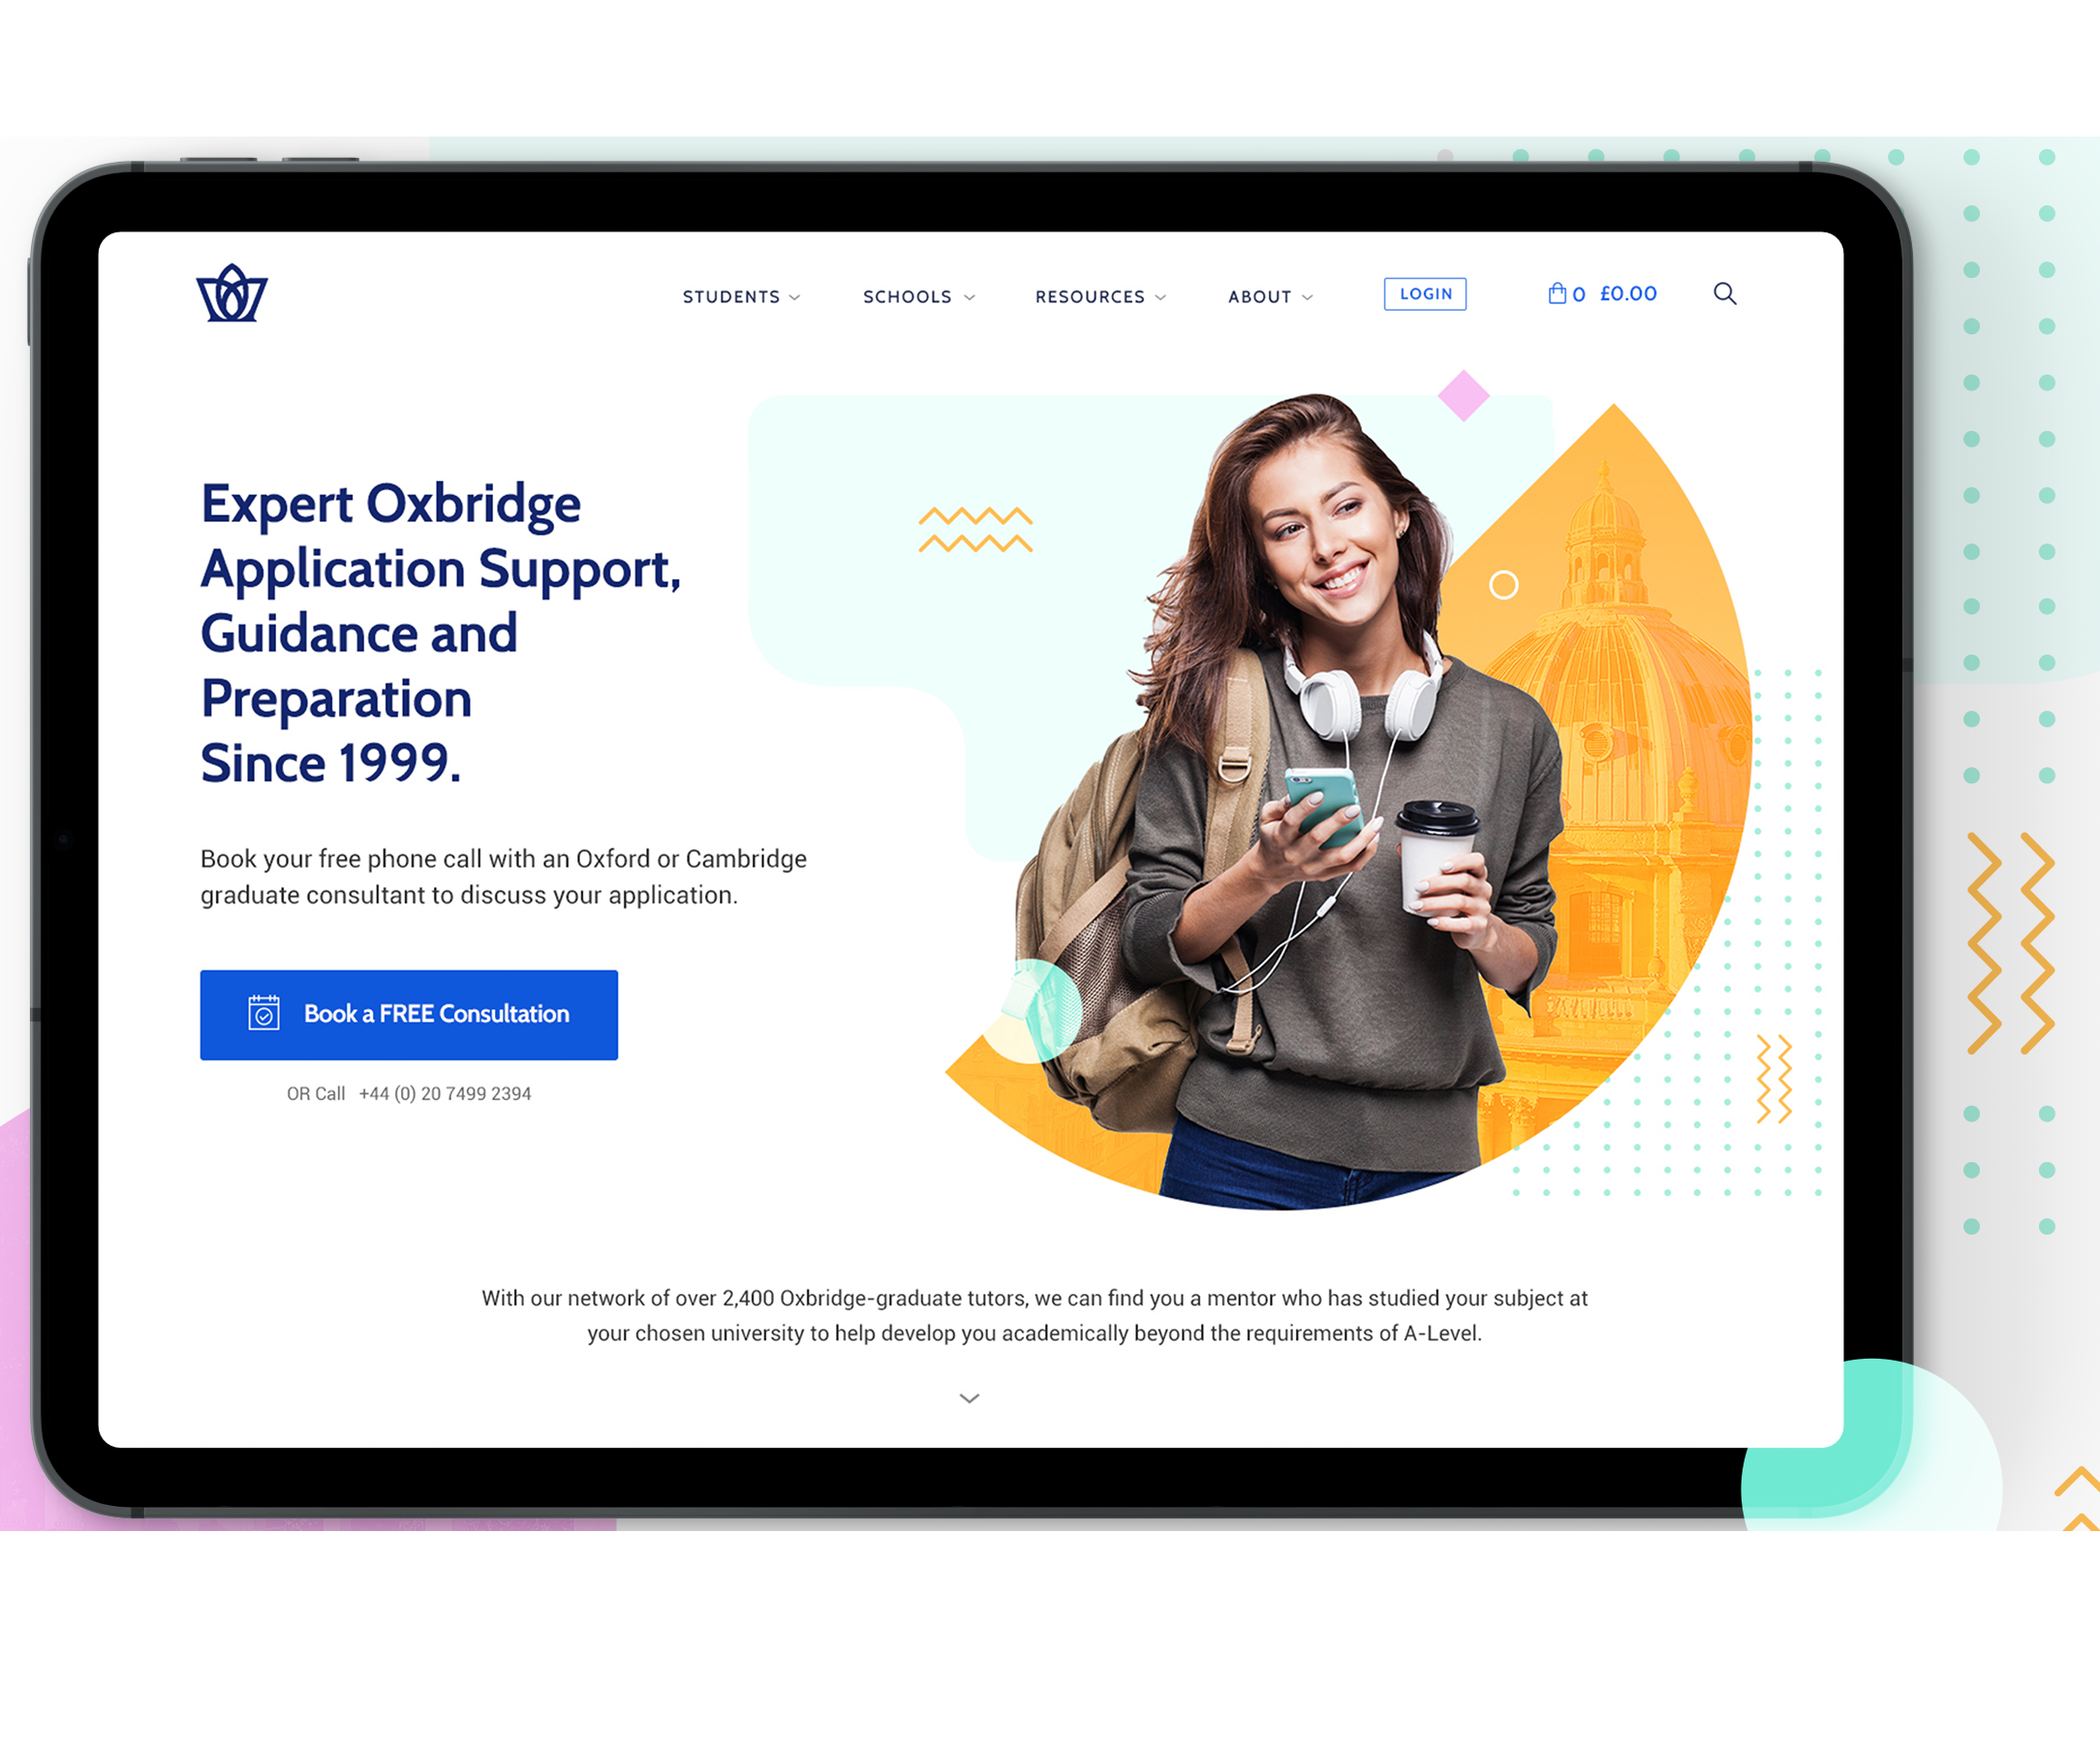 STUDENTS SCHOOLS RESOURCES ABOUT LOGIN 0 £0.00
Expert Oxbridge
Application Support,
Guidance and
Preparation
Since 1999.
Book your free phone call with an Oxford or Cambridge
graduate consultant to discuss your application.
Book a FREE Consultation
OR Call +44 (0) 20 7499 2394
With our network of over 2,400 Oxbridge-graduate tutors, we can find you a mentor who has studied your subject at
your chosen university to help develop you academically beyond the requirements of A-Level.